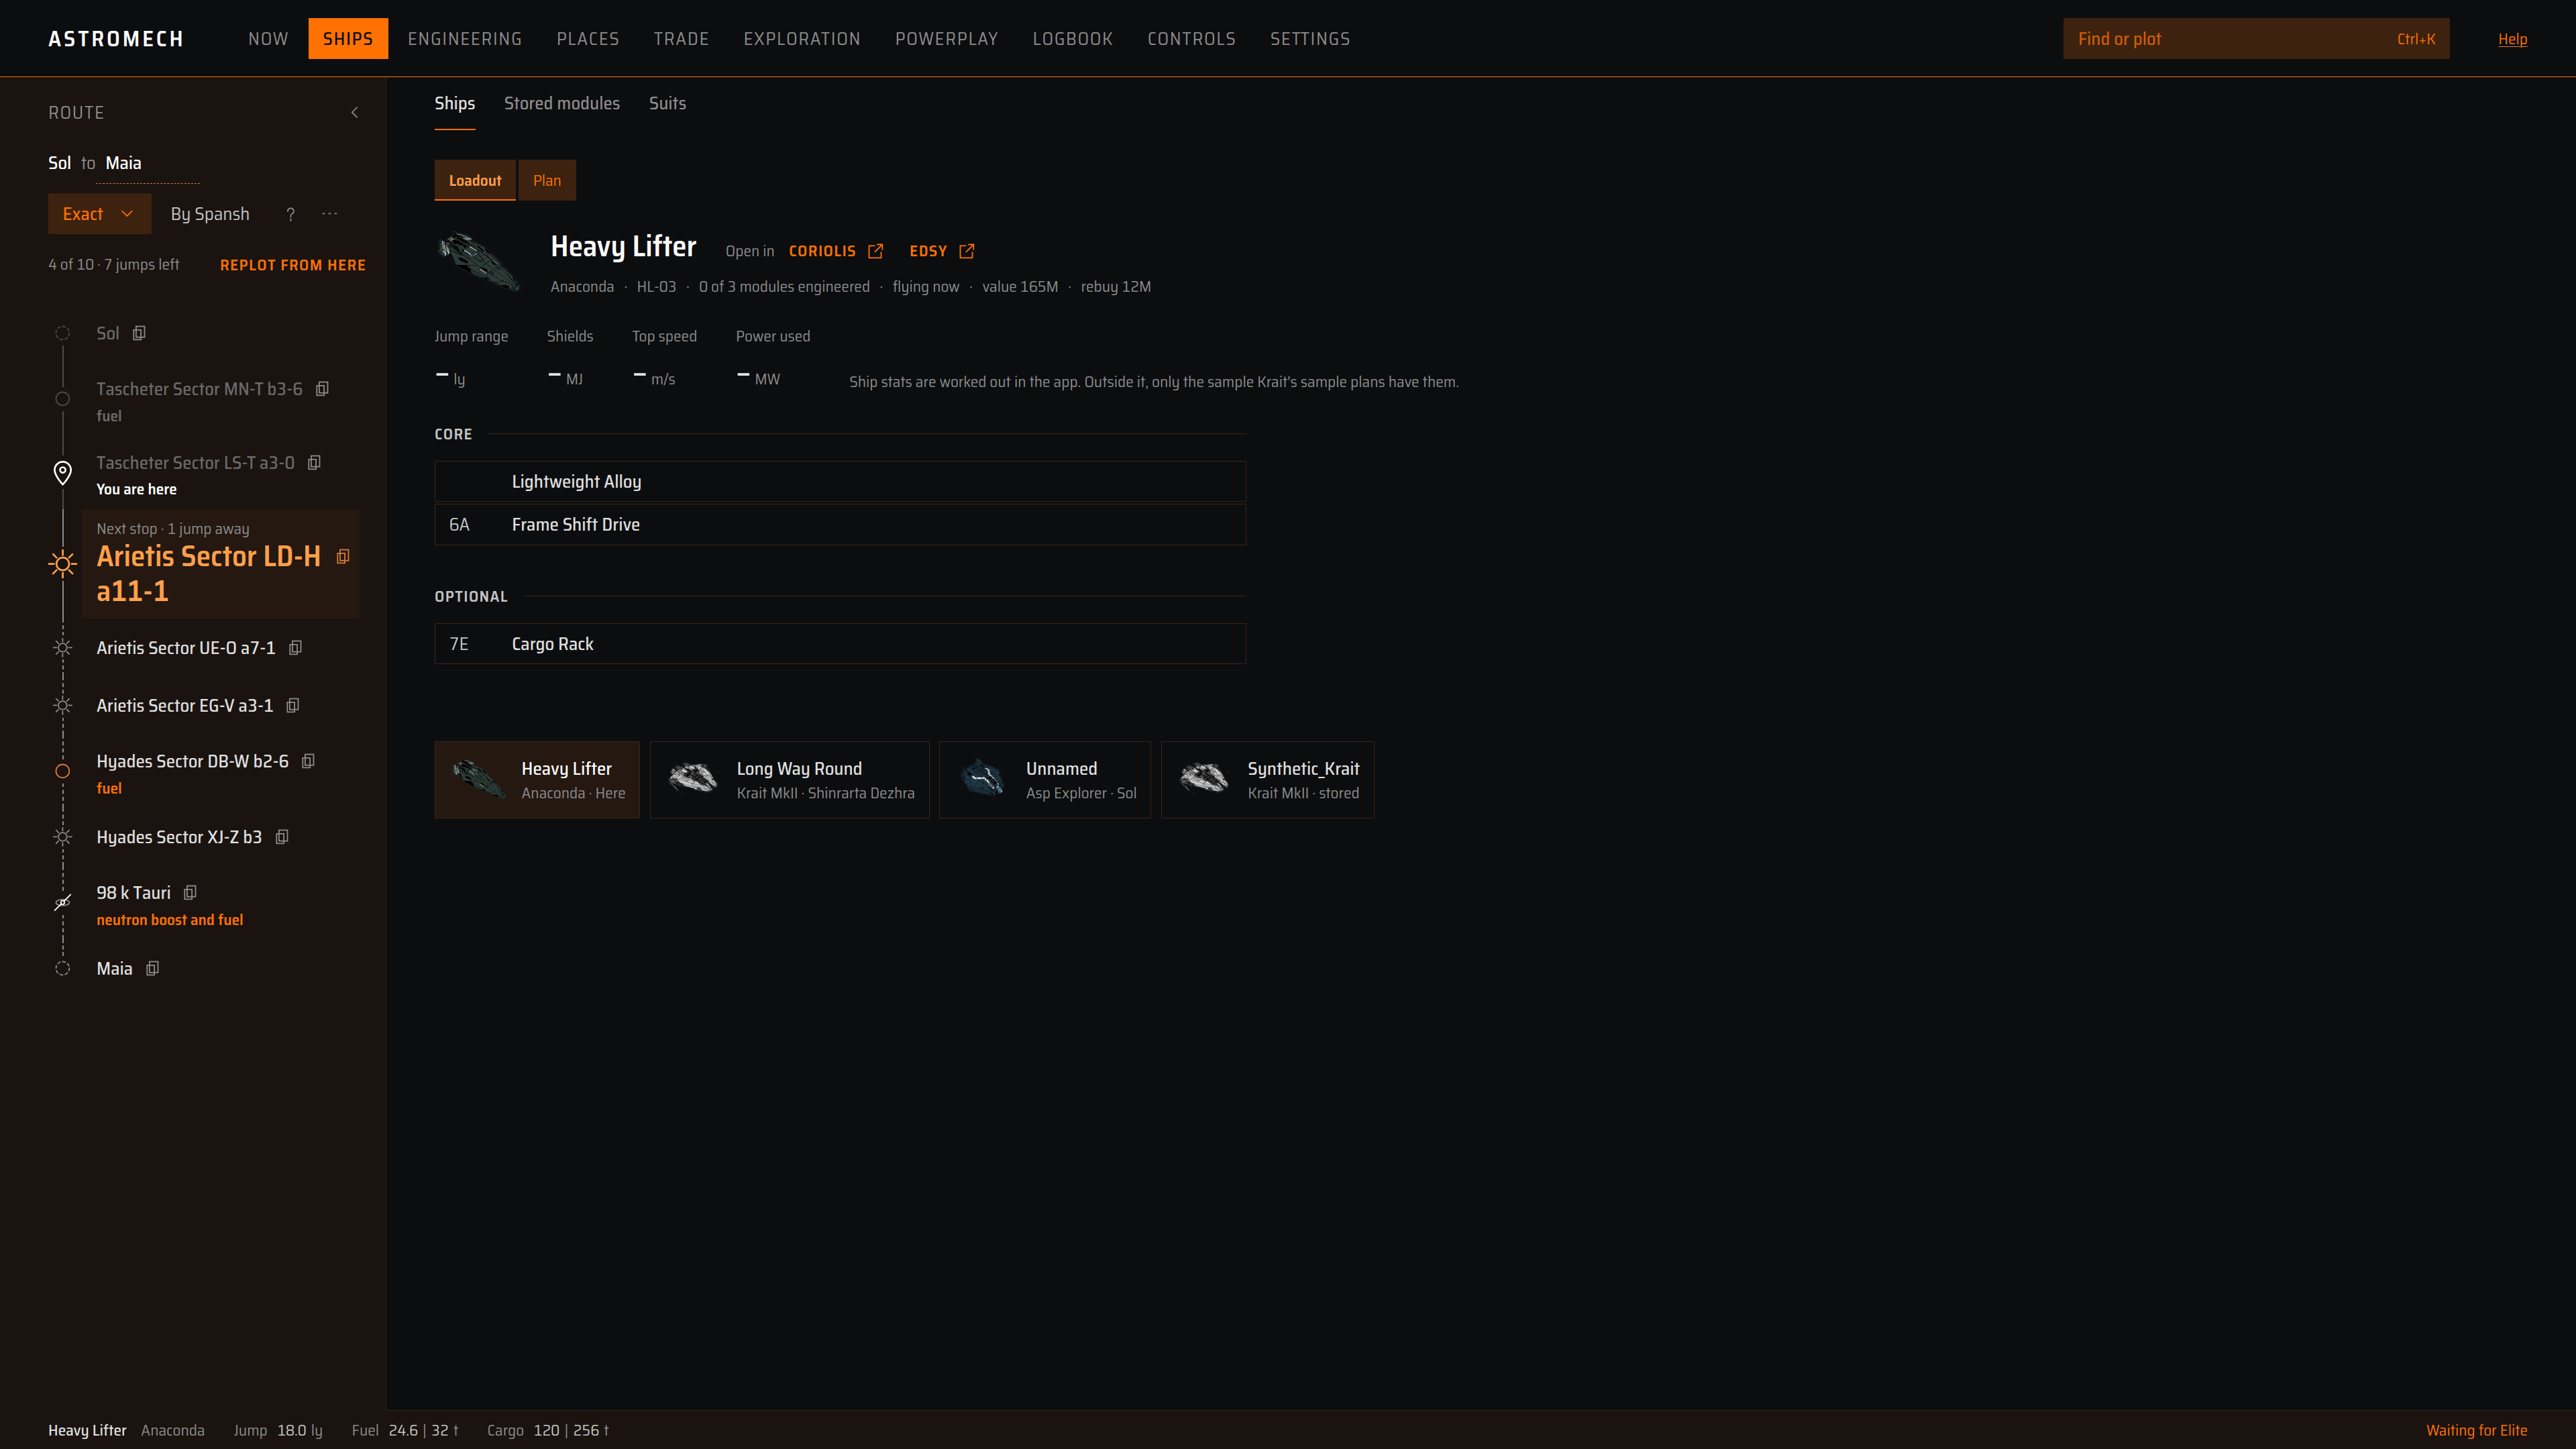 ASTROMECH NOW SHIPS ENGINEERING PLACES TRADE EXPLORATION POWERPLAY LOGBOOK CONTROLS SETTINGS Find or plot Ctrl+K Help
ROUTE
Sol to Maia
Exact By Spansh ? ...
4 of 10 · 7 jumps left REPLOT FROM HERE
Sol
Tascheter Sector MN-T b3-6
fuel
Tascheter Sector LS-T a3-0
You are here
Next stop · 1 jump away
Arietis Sector LD-H
a11-1
Arietis Sector UE-O a7-1
Arietis Sector EG-V a3-1
Hyades Sector DB-W b2-6
fuel
Hyades Sector XJ-Z b3
98 k Tauri
neutron boost and fuel
Maia
Ships Stored modules Suits
Loadout Plan
Heavy Lifter Open in CORIOLIS EDSY
Anaconda · HL-03 · 0 of 3 modules engineered · flying now · value 165M · rebuy 12M
Jump range Shields Top speed Power used
– ly – MJ – m/s – MW Ship stats are worked out in the app. Outside it, only the sample Krait's sample plans have them.
CORE
Lightweight Alloy
6A Frame Shift Drive
OPTIONAL
7E Cargo Rack
Heavy Lifter
Anaconda · Here
Long Way Round
Krait MkII · Shinrarta Dezhra
Unnamed
Asp Explorer · Sol
Synthetic_Krait
Krait MkII · stored
Heavy Lifter Anaconda Jump 18.0 ly Fuel 24.6 | 32 t Cargo 120 | 256 t Waiting for Elite